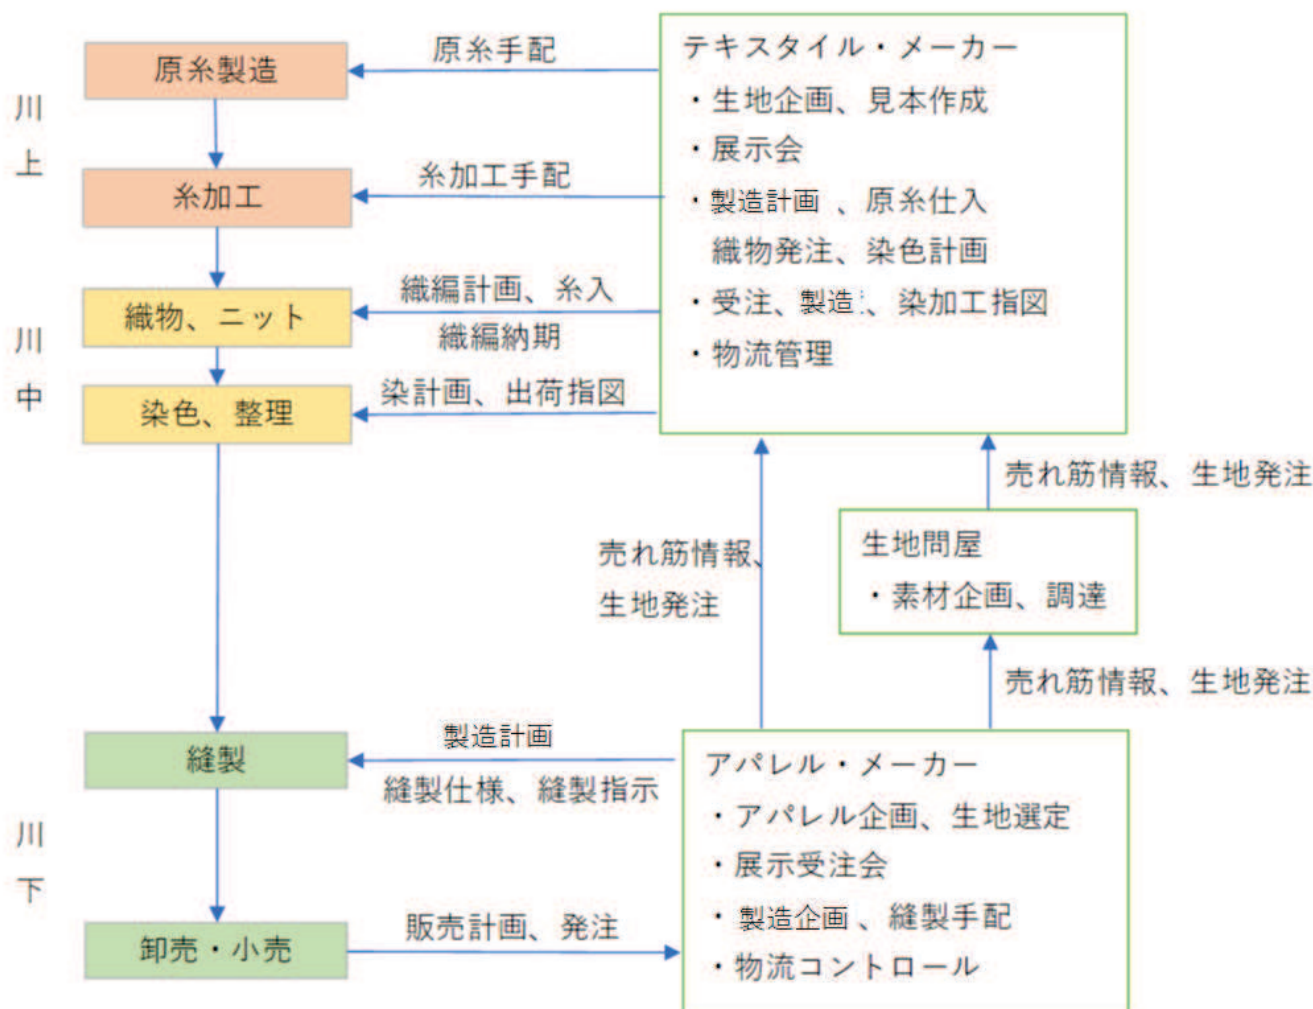 川上
原糸製造
糸加工
原糸手配
糸加工手配
川中
織物、ニット
染色、整理
織編計画、糸入
織編納期
染計画、出荷指図
テキスタイル・メーカー
・生地企画、見本作成
・展示会
・製造計画、原糸仕入
織物発注、染色計画
・受注、製造、染加工指図
・物流管理
売れ筋情報、
生地発注
売れ筋情報、生地発注
生地問屋
・素材企画、調達
売れ筋情報、生地発注
川下
縫製
卸売・小売
製造計画
縫製仕様、縫製指示
販売計画、発注
アパレル・メーカー
・アパレル企画、生地選定
・展示受注会
・製造企画、縫製手配
・物流コントロール